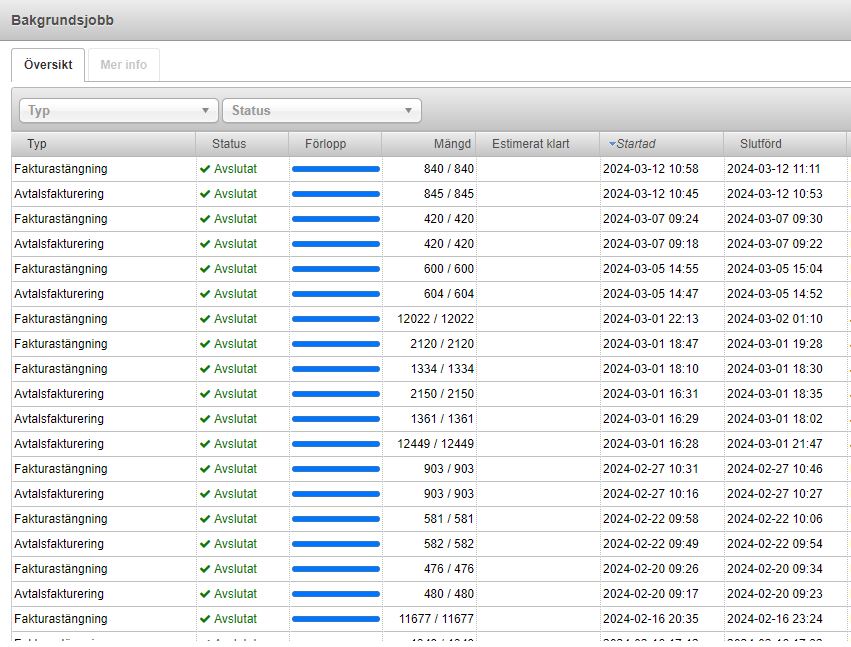 Bakgrundsjobb
Översikt Mer info
Typ Status
Typ Status Förlopp Mängd Estimerat klart Startad Slutförd
Fakturastängning Avslutat 840 / 840 2024-03-12 10:58 2024-03-12 11:11
Avtalsfakturering Avslutat 845 / 845 2024-03-12 10:45 2024-03-12 10:53
Fakturastängning Avslutat 420 / 420 2024-03-07 09:24 2024-03-07 09:30
Avtalsfakturering Avslutat 420 / 420 2024-03-07 09:18 2024-03-07 09:22
Fakturastängning Avslutat 600 / 600 2024-03-05 14:55 2024-03-05 15:04
Avtalsfakturering Avslutat 604 / 604 2024-03-05 14:47 2024-03-05 14:52
Fakturastängning Avslutat 12022 / 12022 2024-03-01 22:13 2024-03-02 01:10
Fakturastängning Avslutat 2120 / 2120 2024-03-01 18:47 2024-03-01 19:28
Fakturastängning Avslutat 1334 / 1334 2024-03-01 18:10 2024-03-01 18:30
Avtalsfakturering Avslutat 2150 / 2150 2024-03-01 16:31 2024-03-01 18:35
Avtalsfakturering Avslutat 1361 / 1361 2024-03-01 16:29 2024-03-01 18:02
Avtalsfakturering Avslutat 12449 / 12449 2024-03-01 16:28 2024-03-01 21:47
Fakturastängning Avslutat 903 / 903 2024-02-27 10:31 2024-02-27 10:46
Avtalsfakturering Avslutat 903 / 903 2024-02-27 10:16 2024-02-27 10:27
Fakturastängning Avslutat 581 / 581 2024-02-22 09:58 2024-02-22 10:06
Avtalsfakturering Avslutat 582 / 582 2024-02-22 09:49 2024-02-22 09:54
Fakturastängning Avslutat 476 / 476 2024-02-20 09:26 2024-02-20 09:34
Avtalsfakturering Avslutat 480 / 480 2024-02-20 09:17 2024-02-20 09:23
Fakturastängning Avslutat 11677 / 11677 2024-02-16 20:35 2024-02-16 23:24